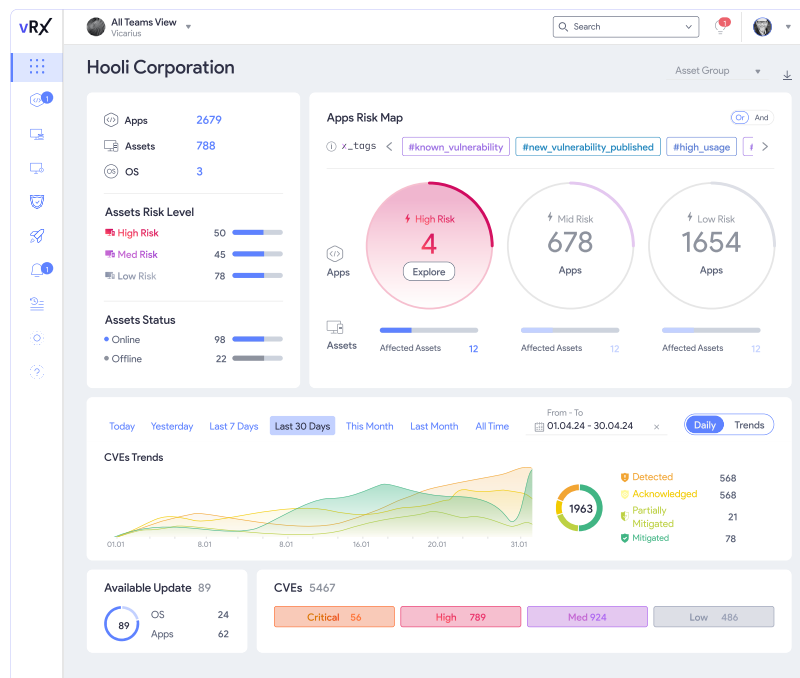 vRX
All Teams View
Vicarius
Search
1
Hooli Corporation
Asset Group
1
1
Apps 2679
Assets 788
OS OS 3
Assets Risk Level
High Risk 50
Med Risk 45
Low Risk 78
Assets Status
Online 98
Offline 22
Apps Risk Map
Or And
x_tags #known_vulnerability #new_vulnerability_published #high_usage #
High Risk
4
Explore
Mid Risk
678
Apps
Low Risk
1654
Apps
Apps
Assets
Affected Assets 12
Affected Assets 12
Affected Assets 12
Today Yesterday Last 7 Days Last 30 Days This Month Last Month All Time
From - To
01.04.24 - 30.04.24
Daily Trends
CVEs Trends
01.01 8.01 8.01 16.01 20.01 31.01
1963
Detected 568
Acknowledged 568
Partially
Mitigated 21
Mitigated 78
Available Update 89
89
OS 24
Apps 62
CVEs 5467
Critical 56
High 789
Med 924
Low 486